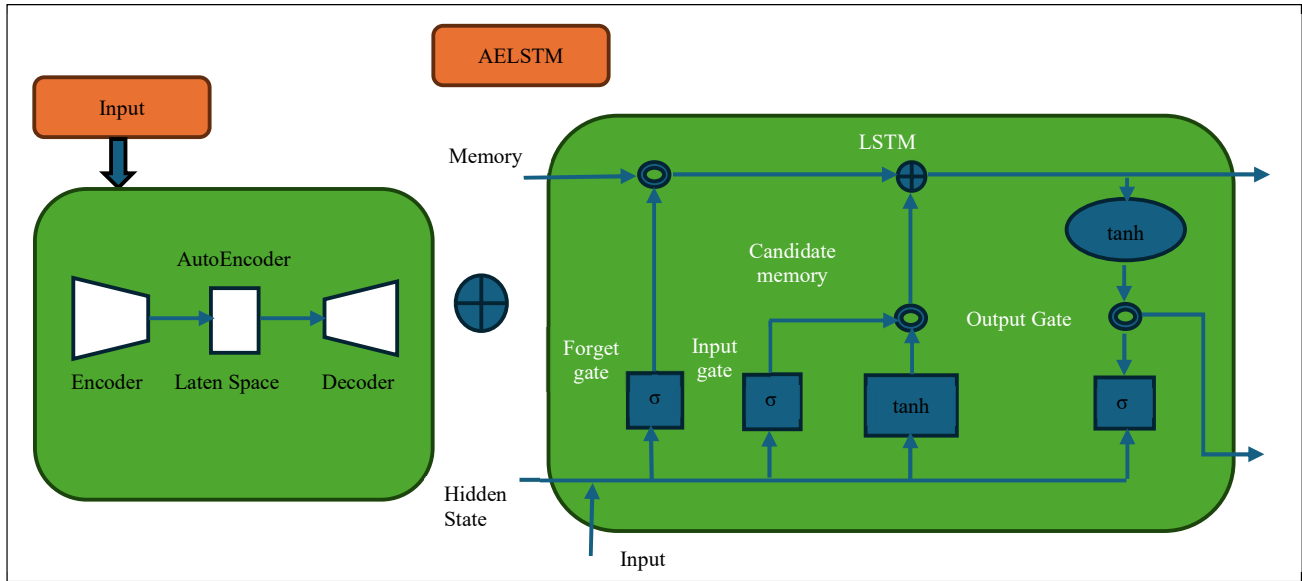 AELSTM
Input
LSTM
Memory
AutoEncoder
Candidate
memory
tanh
Output Gate
Forget
gate
Input
gate
Encoder
Laten Space
Decoder
σ
σ
tanh
σ
Hidden
State
Input